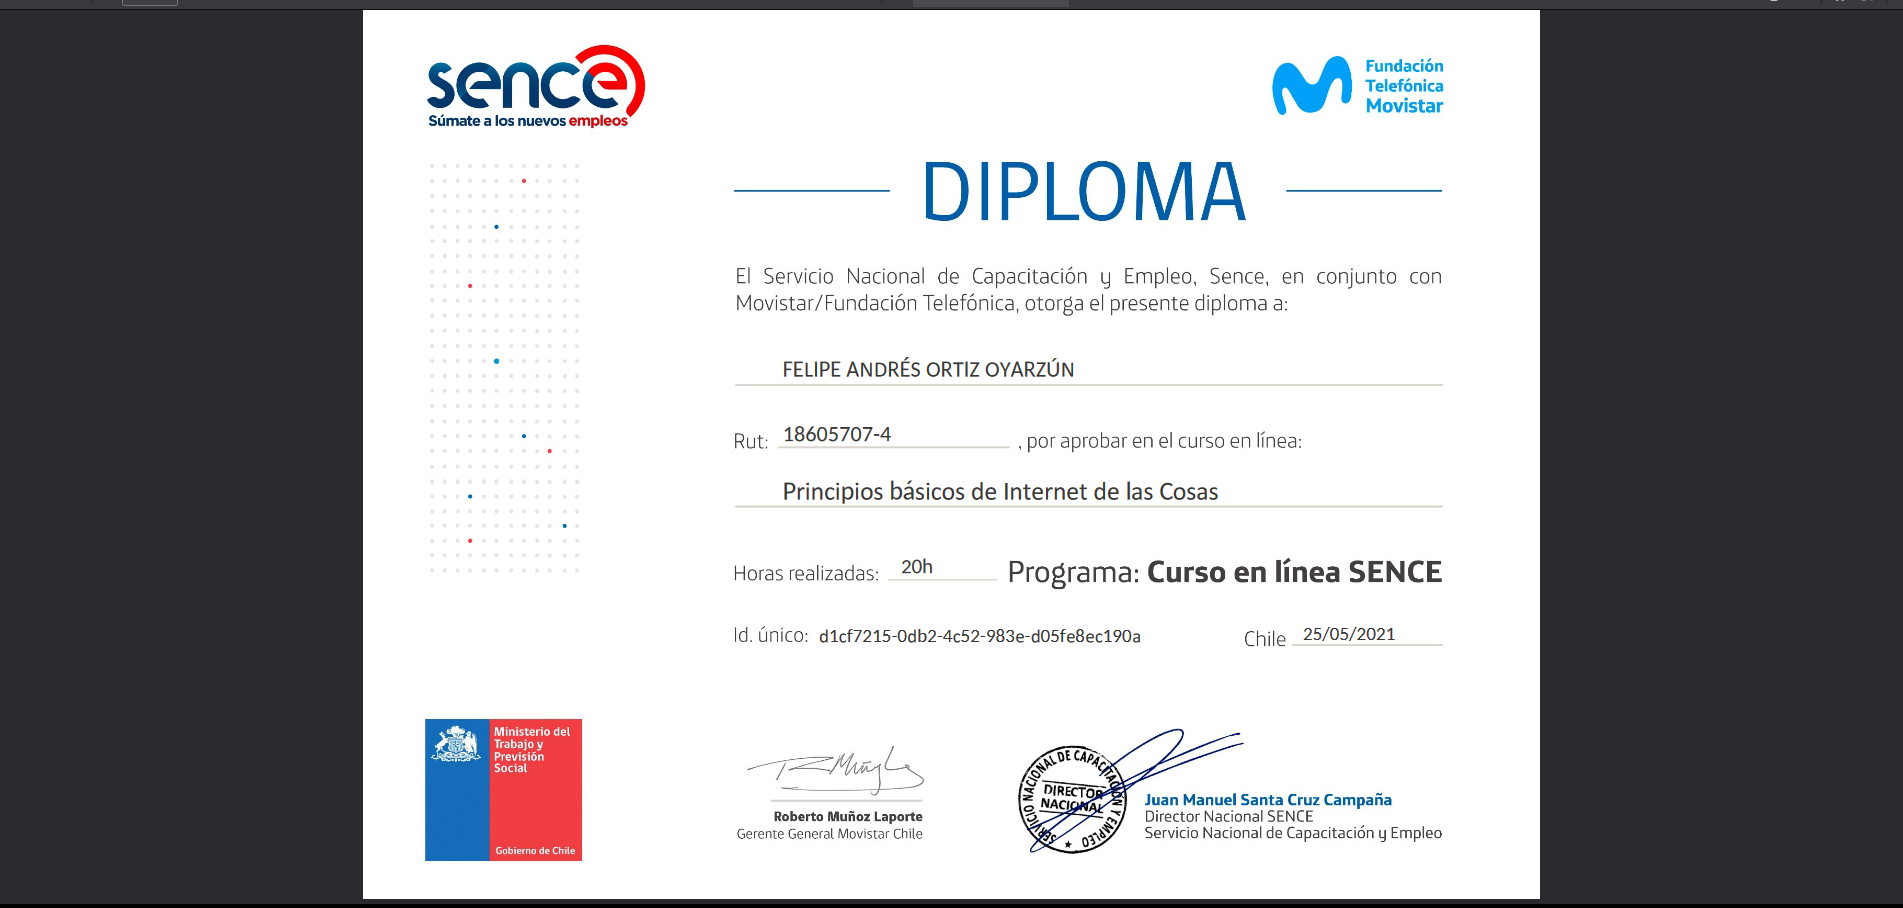 sence
Súmate a los nuevos empleos
Fundación
Telefónica
Movistar
DIPLOMA
El Servicio Nacional de Capacitación y Empleo, Sence, en conjunto con
Movistar/Fundación Telefónica, otorga el presente diploma a:
FELIPE ANDRÉS ORTIZ OYARZÚN
Rut: 18605707-4 , por aprobar en el curso en línea:
Principios básicos de Internet de las Cosas
Horas realizadas: 20h Programa: Curso en línea SENCE
Id. único: d1cf7215-0db2-4c52-983e-d05fe8ec190a Chile 25/05/2021
Ministerio del
Trabajo y
Previsión
Social
Gobierno de Chile
Roberto Muñoz Laporte
Gerente General Movistar Chile
SERVICIO NACIONAL DE CAPACITACIÓN Y EMPLEO
DIRECTOR
NACIONAL
Juan Manuel Santa Cruz Campaña
Director Nacional SENCE
Servicio Nacional de Capacitación y Empleo